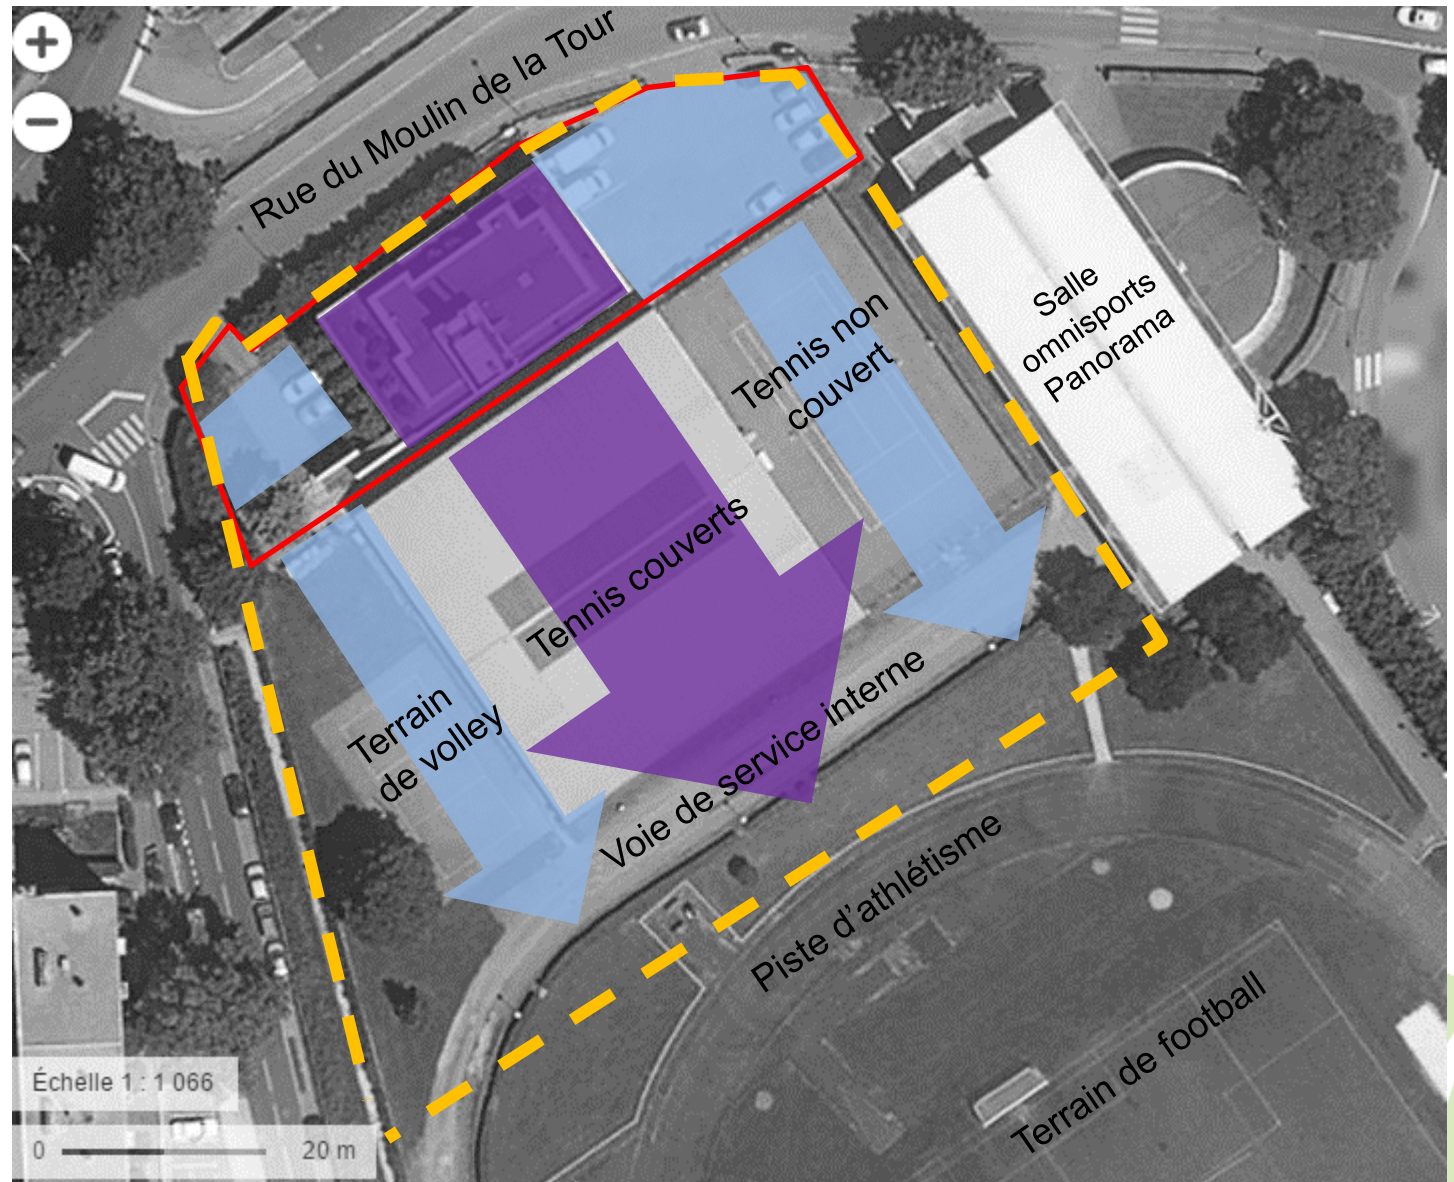 Rue du Moulin de la Tour
Salle
omnisports
Panorama
Tennis non
couvert
Tennis couverts
Terrain
de volley
Voie de service interne
Piste d'athlétisme
Terrain de football
Échelle 1 : 1 066
0 20 m